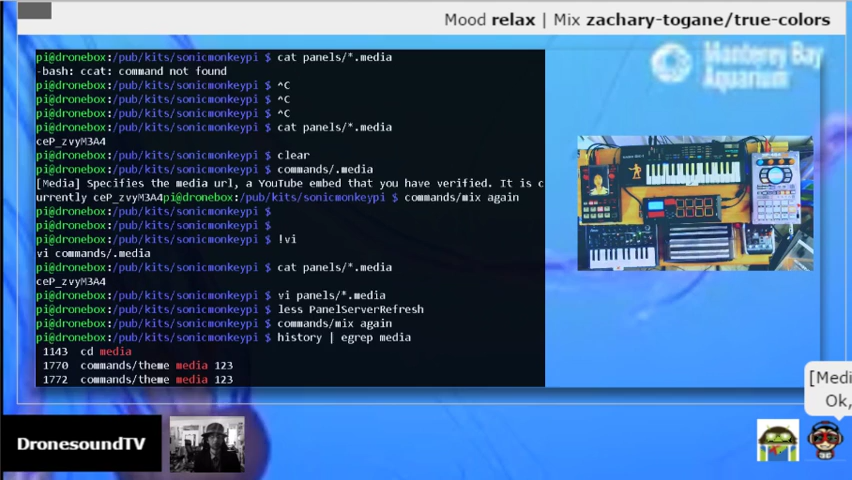 Mood relax | Mix zachary-togane/true-colors
Monterey Bay
Aquarium
pi@dronebox:/pub/kits/sonicmonkeypi $ cat panels/*.media
-bash: ccat: command not found
pi@dronebox:/pub/kits/sonicmonkeypi $ ^C
pi@dronebox:/pub/kits/sonicmonkeypi $ ^C
pi@dronebox:/pub/kits/sonicmonkeypi $ ^C
pi@dronebox:/pub/kits/sonicmonkeypi $ cat panels/*.media
ceP_zvyM3A4
pi@dronebox:/pub/kits/sonicmonkeypi $ clear
pi@dronebox:/pub/kits/sonicmonkeypi $ commands/.media
[Media] Specifies the media url, a YouTube embed that you have verified. It is c
urrently ceP_zvyM3A4pi@dronebox:/pub/kits/sonicmonkeypi $ commands/mix again
pi@dronebox:/pub/kits/sonicmonkeypi $
pi@dronebox:/pub/kits/sonicmonkeypi $
pi@dronebox:/pub/kits/sonicmonkeypi $ !vi
vi commands/.media
pi@dronebox:/pub/kits/sonicmonkeypi $ cat panels/*.media
ceP_zvyM3A4
pi@dronebox:/pub/kits/sonicmonkeypi $ vi panels/*.media
pi@dronebox:/pub/kits/sonicmonkeypi $ less PanelServerRefresh
pi@dronebox:/pub/kits/sonicmonkeypi $ commands/mix again
pi@dronebox:/pub/kits/sonicmonkeypi $ history | egrep media
1143 cd media
1770 commands/theme media 123
1772 commands/theme media 123
[Medi
Ok,
DronesoundTV